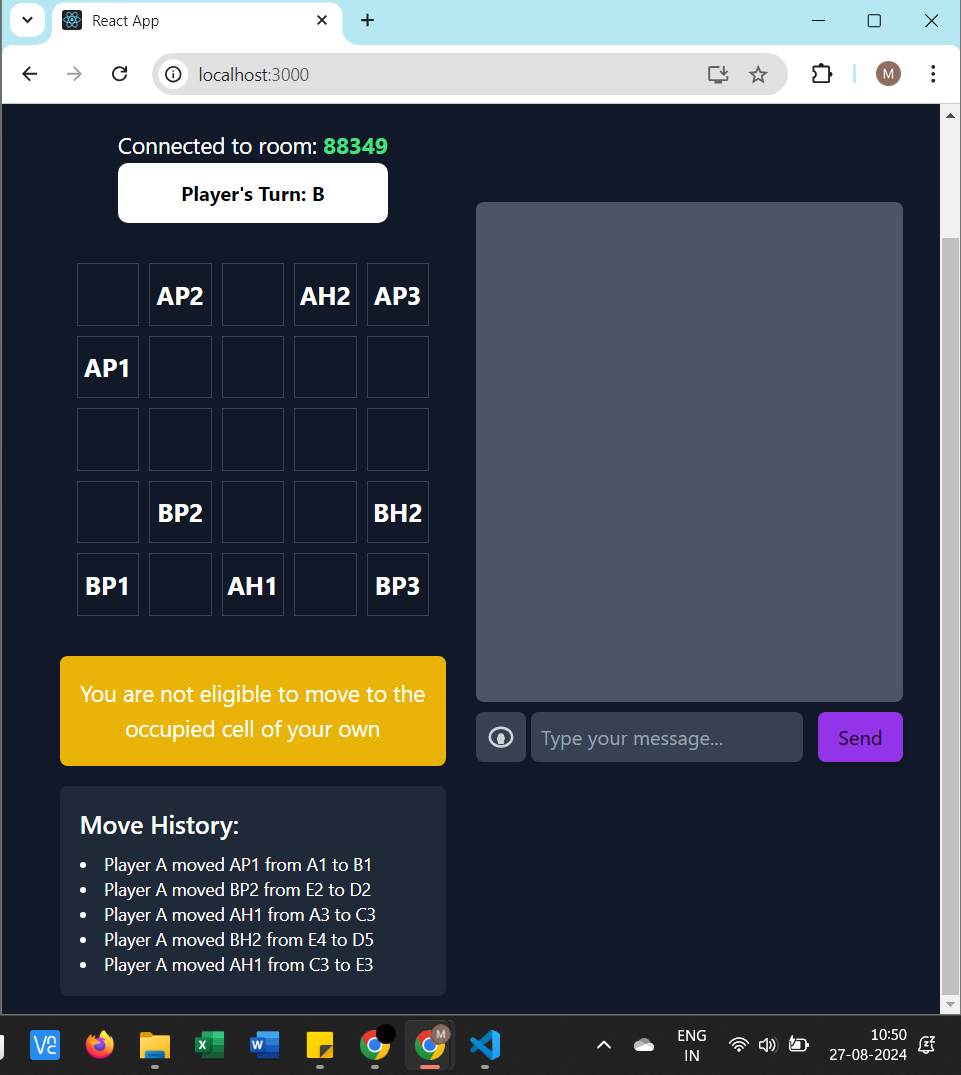 React App
localhost:3000
M
Connected to room: 88349
Player's Turn: B
AP2 AH2 AP3
AP1
BP2 BH2
BP1 AH1 BP3
You are not eligible to move to the
occupied cell of your own
Type your message...
Send
Move History:
• Player A moved AP1 from A1 to B1
• Player A moved BP2 from E2 to D2
• Player A moved AH1 from A3 to C3
• Player A moved BH2 from E4 to D5
• Player A moved AH1 from C3 to E3
M
ENG
IN
10:50
27-08-2024